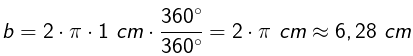 b = 2 · π · 1 cm · 360°/360° = 2 · π cm ≈ 6,28 cm